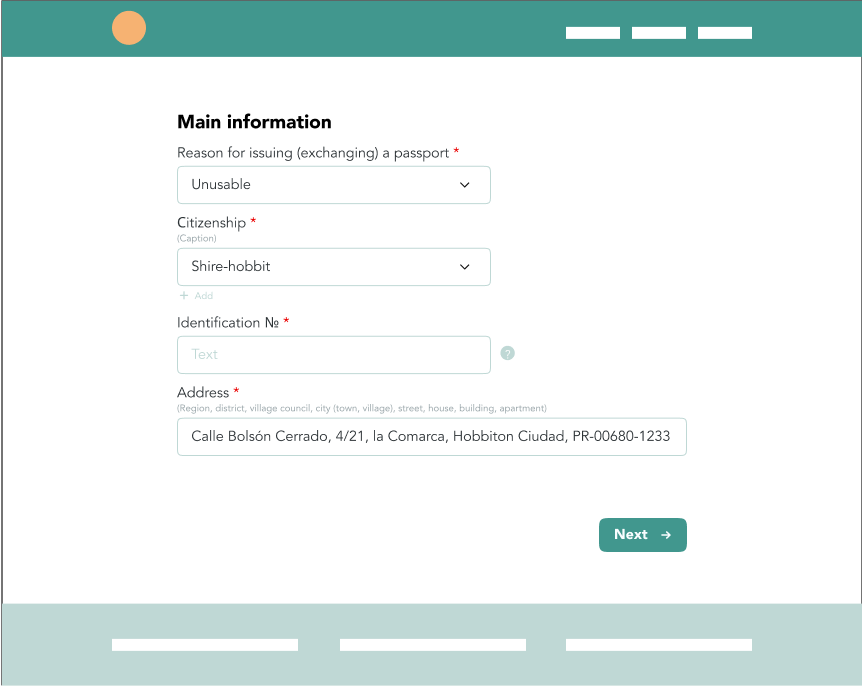 Main information
Reason for issuing (exchanging) a passport *
Unusable
Citizenship *
(Caption)
Shire-hobbit
+ Add
Identification № *
Text
?
Address *
(Region, district, village council, city (town, village), street, house, building, apartment)
Calle Bolsón Cerrado, 4/21, la Comarca, Hobbiton Ciudad, PR-00680-1233
Next →